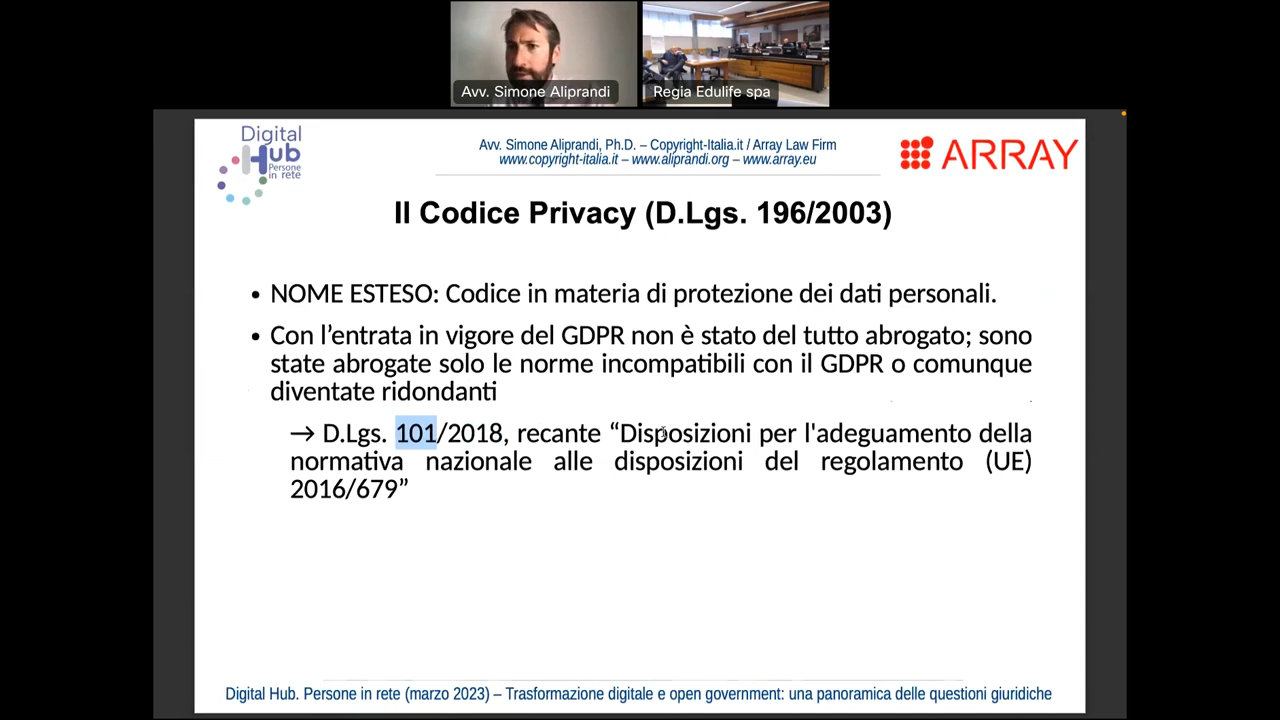 Avv. Simone Aliprandi
Regia Edulife spa
Digital
Hub
Persone
in rete
Avv. Simone Aliprandi, Ph.D. – Copyright-Italia.it / Array Law Firm
www.copyright-italia.it – www.aliprandi.org – www.array.eu
ARRAY
Il Codice Privacy (D.Lgs. 196/2003)
• NOME ESTESO: Codice in materia di protezione dei dati personali.
• Con l’entrata in vigore del GDPR non è stato del tutto abrogato; sono
state abrogate solo le norme incompatibili con il GDPR o comunque
diventate ridondanti
→ D.Lgs. 101/2018, recante “Disposizioni per l'adeguamento della
normativa nazionale alle disposizioni del regolamento (UE)
2016/679”
Digital Hub. Persone in rete (marzo 2023) – Trasformazione digitale e open government: una panoramica delle questioni giuridiche